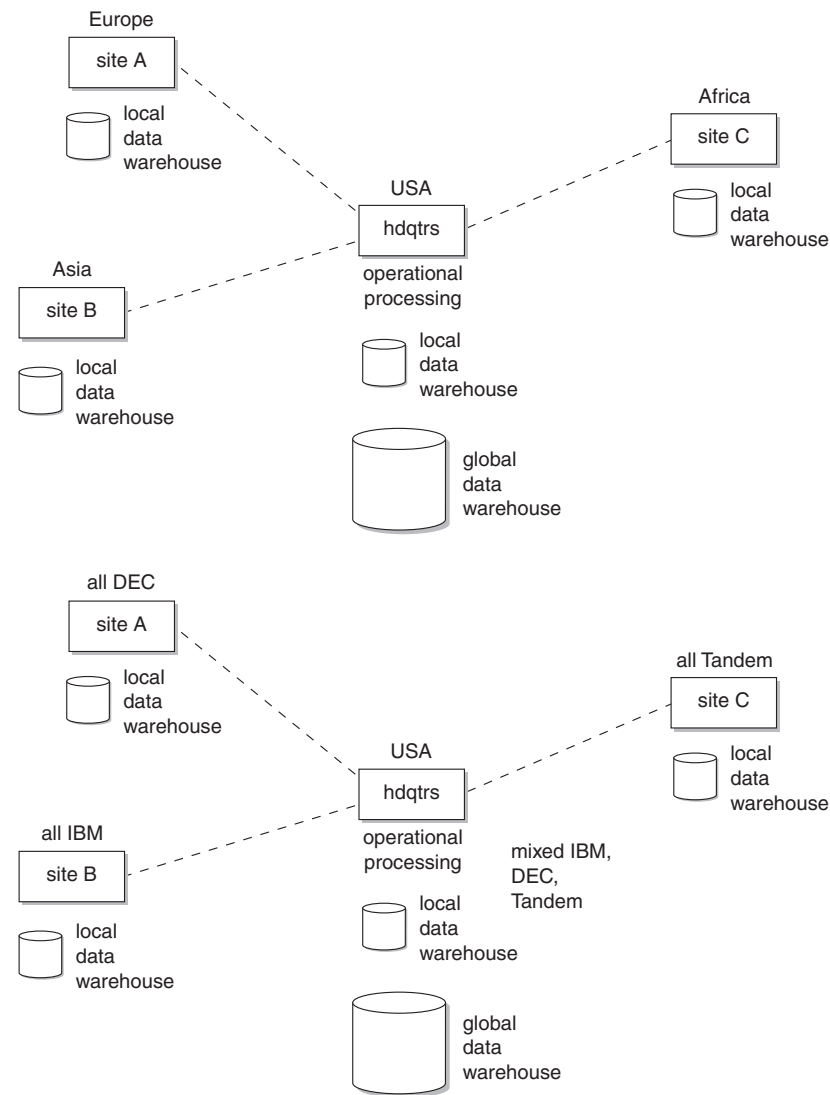 Europe
site A
local
data
warehouse
Africa
site C
local
data
warehouse
USA
hdqtrs
operational
processing
Asia
site B
local
data
warehouse
local
data
warehouse
global
data
warehouse
all DEC
site A
local
data
warehouse
all Tandem
site C
local
data
warehouse
USA
hdqtrs
operational
processing
mixed IBM,
DEC,
Tandem
all IBM
site B
local
data
warehouse
local
data
warehouse
global
data
warehouse